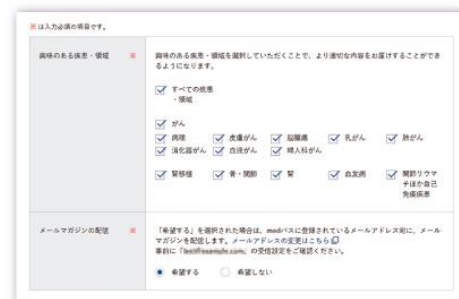 ※は入力必須の項目です。
興味のある疾患・領域 ※
興味のある疾患・領域を選択していただくことで、より適切な内容をお届けすることができ
るようになります。
すべての疾患
・領域
がん
病理 皮膚がん 脳腫瘍 乳がん 肺がん
消化器がん 血液がん 婦人科がん
腎移植 骨・関節 腎 血友病 関節リウマ
チほか自己
免疫疾患
メールマガジンの配信 ※
「希望する」を選択された場合は、medパスに登録されているメールアドレス宛に、メール
マガジンを配信します。メールアドレスの変更はこちら
事前に「 example.com」の受信設定をご確認ください。
希望する 希望しない